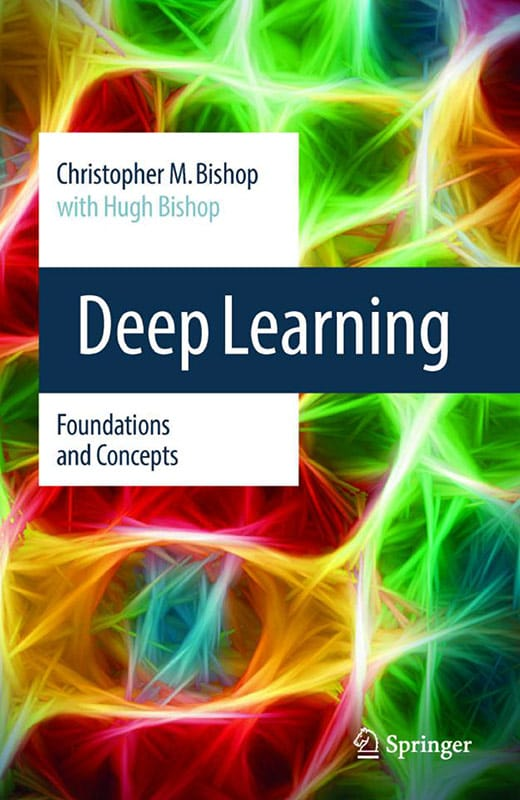 Christopher M. Bishop
with Hugh Bishop
Deep Learning
Foundations
and Concepts
Springer